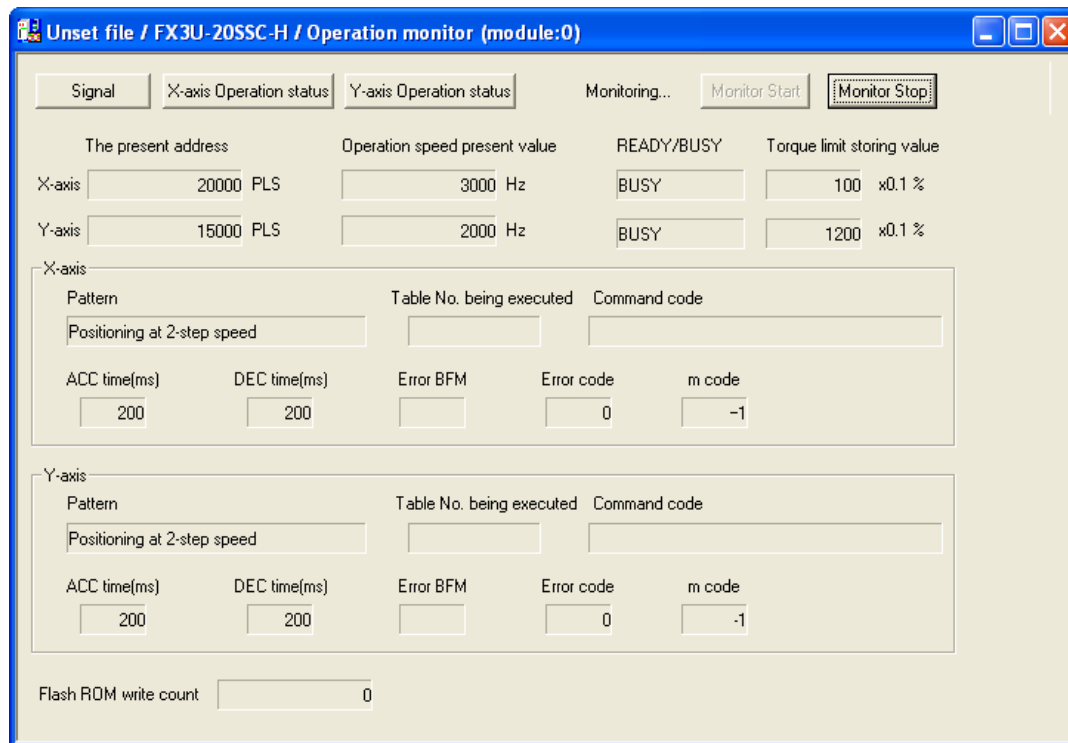 Unset file / FX3U-20SSC-H / Operation monitor (module:0)
Signal X-axis Operation status Y-axis Operation status Monitoring... Monitor Start Monitor Stop
The present address Operation speed present value READY/BUSY Torque limit storing value
X-axis 20000 PLS 3000 Hz BUSY 100 x0.1 %
Y-axis 15000 PLS 2000 Hz BUSY 1200 x0.1 %
X-axis
Pattern Table No. being executed Command code
Positioning at 2-step speed
ACC time(ms) DEC time(ms) Error BFM Error code m code
200 200 0 -1
Y-axis
Pattern Table No. being executed Command code
Positioning at 2-step speed
ACC time(ms) DEC time(ms) Error BFM Error code m code
200 200 0 -1
Flash ROM write count 0